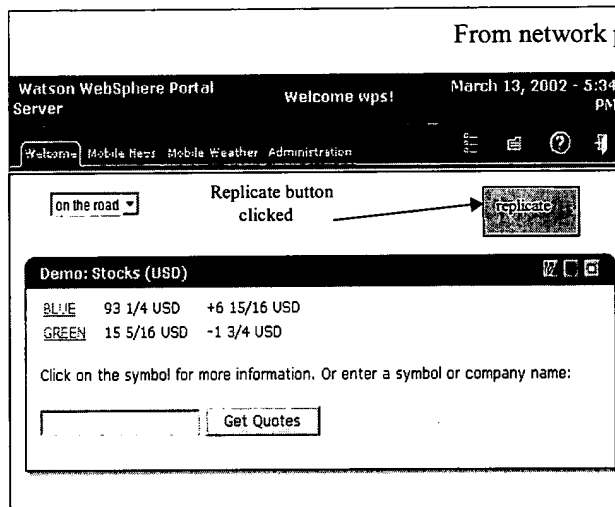 From network p
Watson WebSphere Portal Server
Welcome wps!
March 13, 2002 - 5:34 PM
Welcome Mobile News Mobile Weather Administration
on the road
Replicate button
clicked
replicate
Demo: Stocks (USD)
BLUE 93 1/4 USD +6 15/16 USD
GREEN 15 5/16 USD -1 3/4 USD
Click on the symbol for more information. Or enter a symbol or company name:
Get Quotes